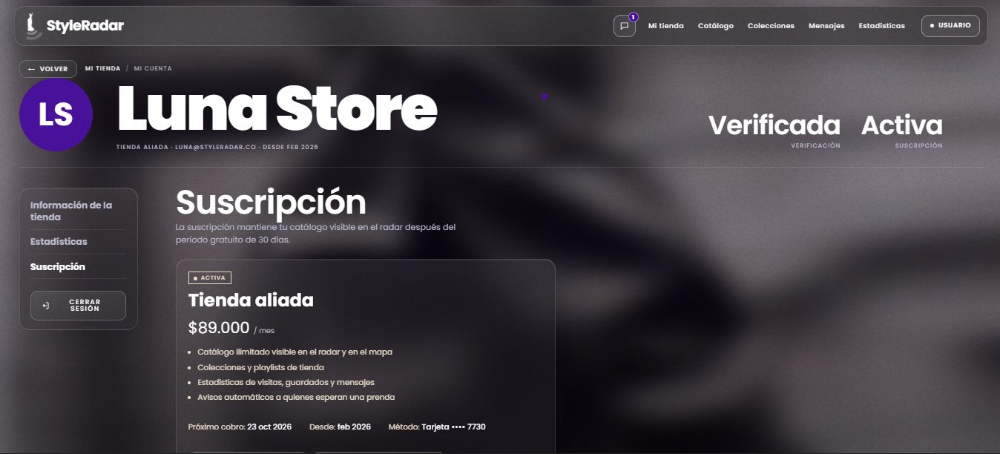 StyleRadar
1
Mi tienda
Catálogo
Colecciones
Mensajes
Estadísticas
USUARIO
← VOLVER
MI TIENDA / MI CUENTA
LS
Luna Store
TIENDA ALIADA · LUNA@STYLERADAR.CO · DESDE FEB 2026
Verificada
VERIFICACIÓN
Activa
SUSCRIPCIÓN
Información de la
tienda
Estadísticas
Suscripción
CERRAR
SESIÓN
Suscripción
La suscripción mantiene tu catálogo visible en el radar después del
periodo gratuito de 30 días.
ACTIVA
Tienda aliada
$89.000 / mes
• Catálogo ilimitado visible en el radar y en el mapa
• Colecciones y playlists de tienda
• Estadísticas de visitas, guardados y mensajes
• Avisos automáticos a quienes esperan una prenda
Próximo cobro: 23 oct 2026 Desde: feb 2026 Método: Tarjeta •••• 7730